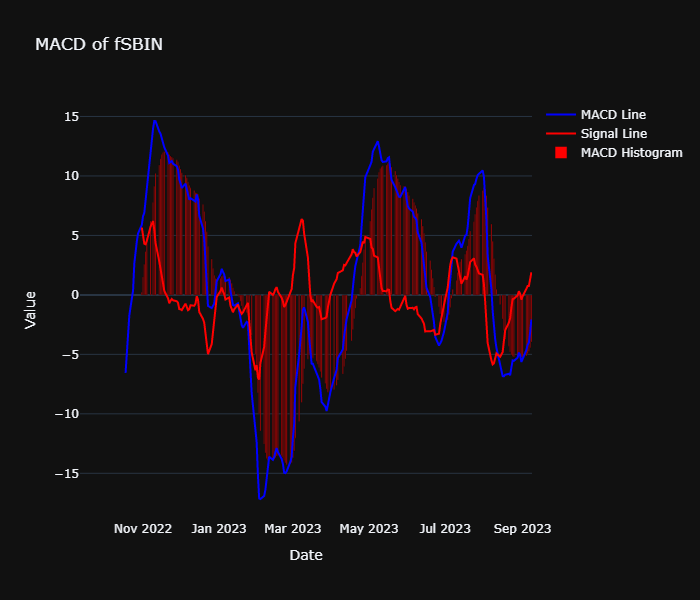 MACD of fSBIN
MACD Line
Signal Line
MACD Histogram
15
10
5
0
−5
−10
−15
Value
Nov 2022
Jan 2023
Mar 2023
May 2023
Jul 2023
Sep 2023
Date